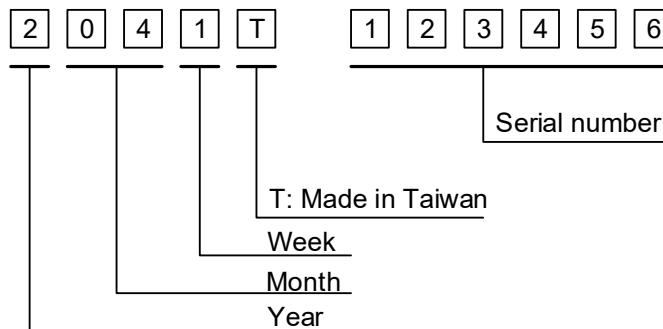 2 0 4 1 T 1 2 3 4 5 6
Serial number
T: Made in Taiwan
Week
Month
Year